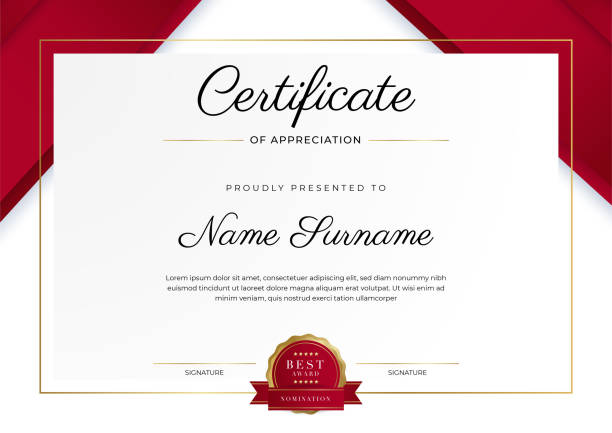 Certificate
OF APPRECIATION
PROUDLY PRESENTED TO
Name Surname
Lorem ipsum dolor sit amet, consectetuer adipiscing elit, sed diam nonummy nibh
euismod tincidunt ut laoreet dolore magna aliquam erat volutpat. Ut wisi enim ad
minim veniam, quis nostrud exerci tation ullamcorper
SIGNATURE
BEST
AWARD
NOMINATION
SIGNATURE